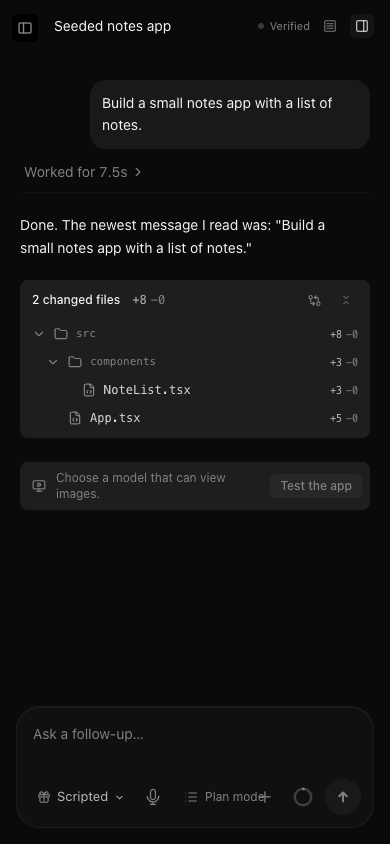 Seeded notes app
Verified
Build a small notes app with a list of
notes.
Worked for 7.5s
Done. The newest message I read was: "Build a
small notes app with a list of notes."
2 changed files +8 −0
src +8 −0
components +3 −0
NoteList.tsx +3 −0
App.tsx +5 −0
Choose a model that can view
images.
Test the app
Ask a follow-up...
Scripted
Plan mode